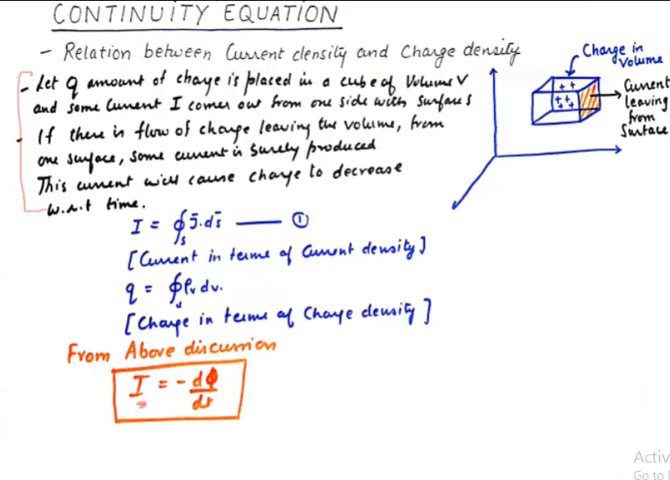 CONTINUITY EQUATION
- Relation between Current density and Charge density
- Let q amount of charge is placed in a cube of Volume V
and some Current I comes out from one side with Surface S
- If there is flow of charge leaving the volume, from
one surface, some current is surely produced
This current will cause charge to decrease
w.r.t time.
I = ∮s J̄.ds̄ —— ①
[Current in terms of Current density]
q = ∮v ρv dv.
[Charge in terms of Charge density]
From Above discussion
I = - dq/dt
Charge in
Volume
++
+++
Current
leaving
from
Surface
Activ
Go to